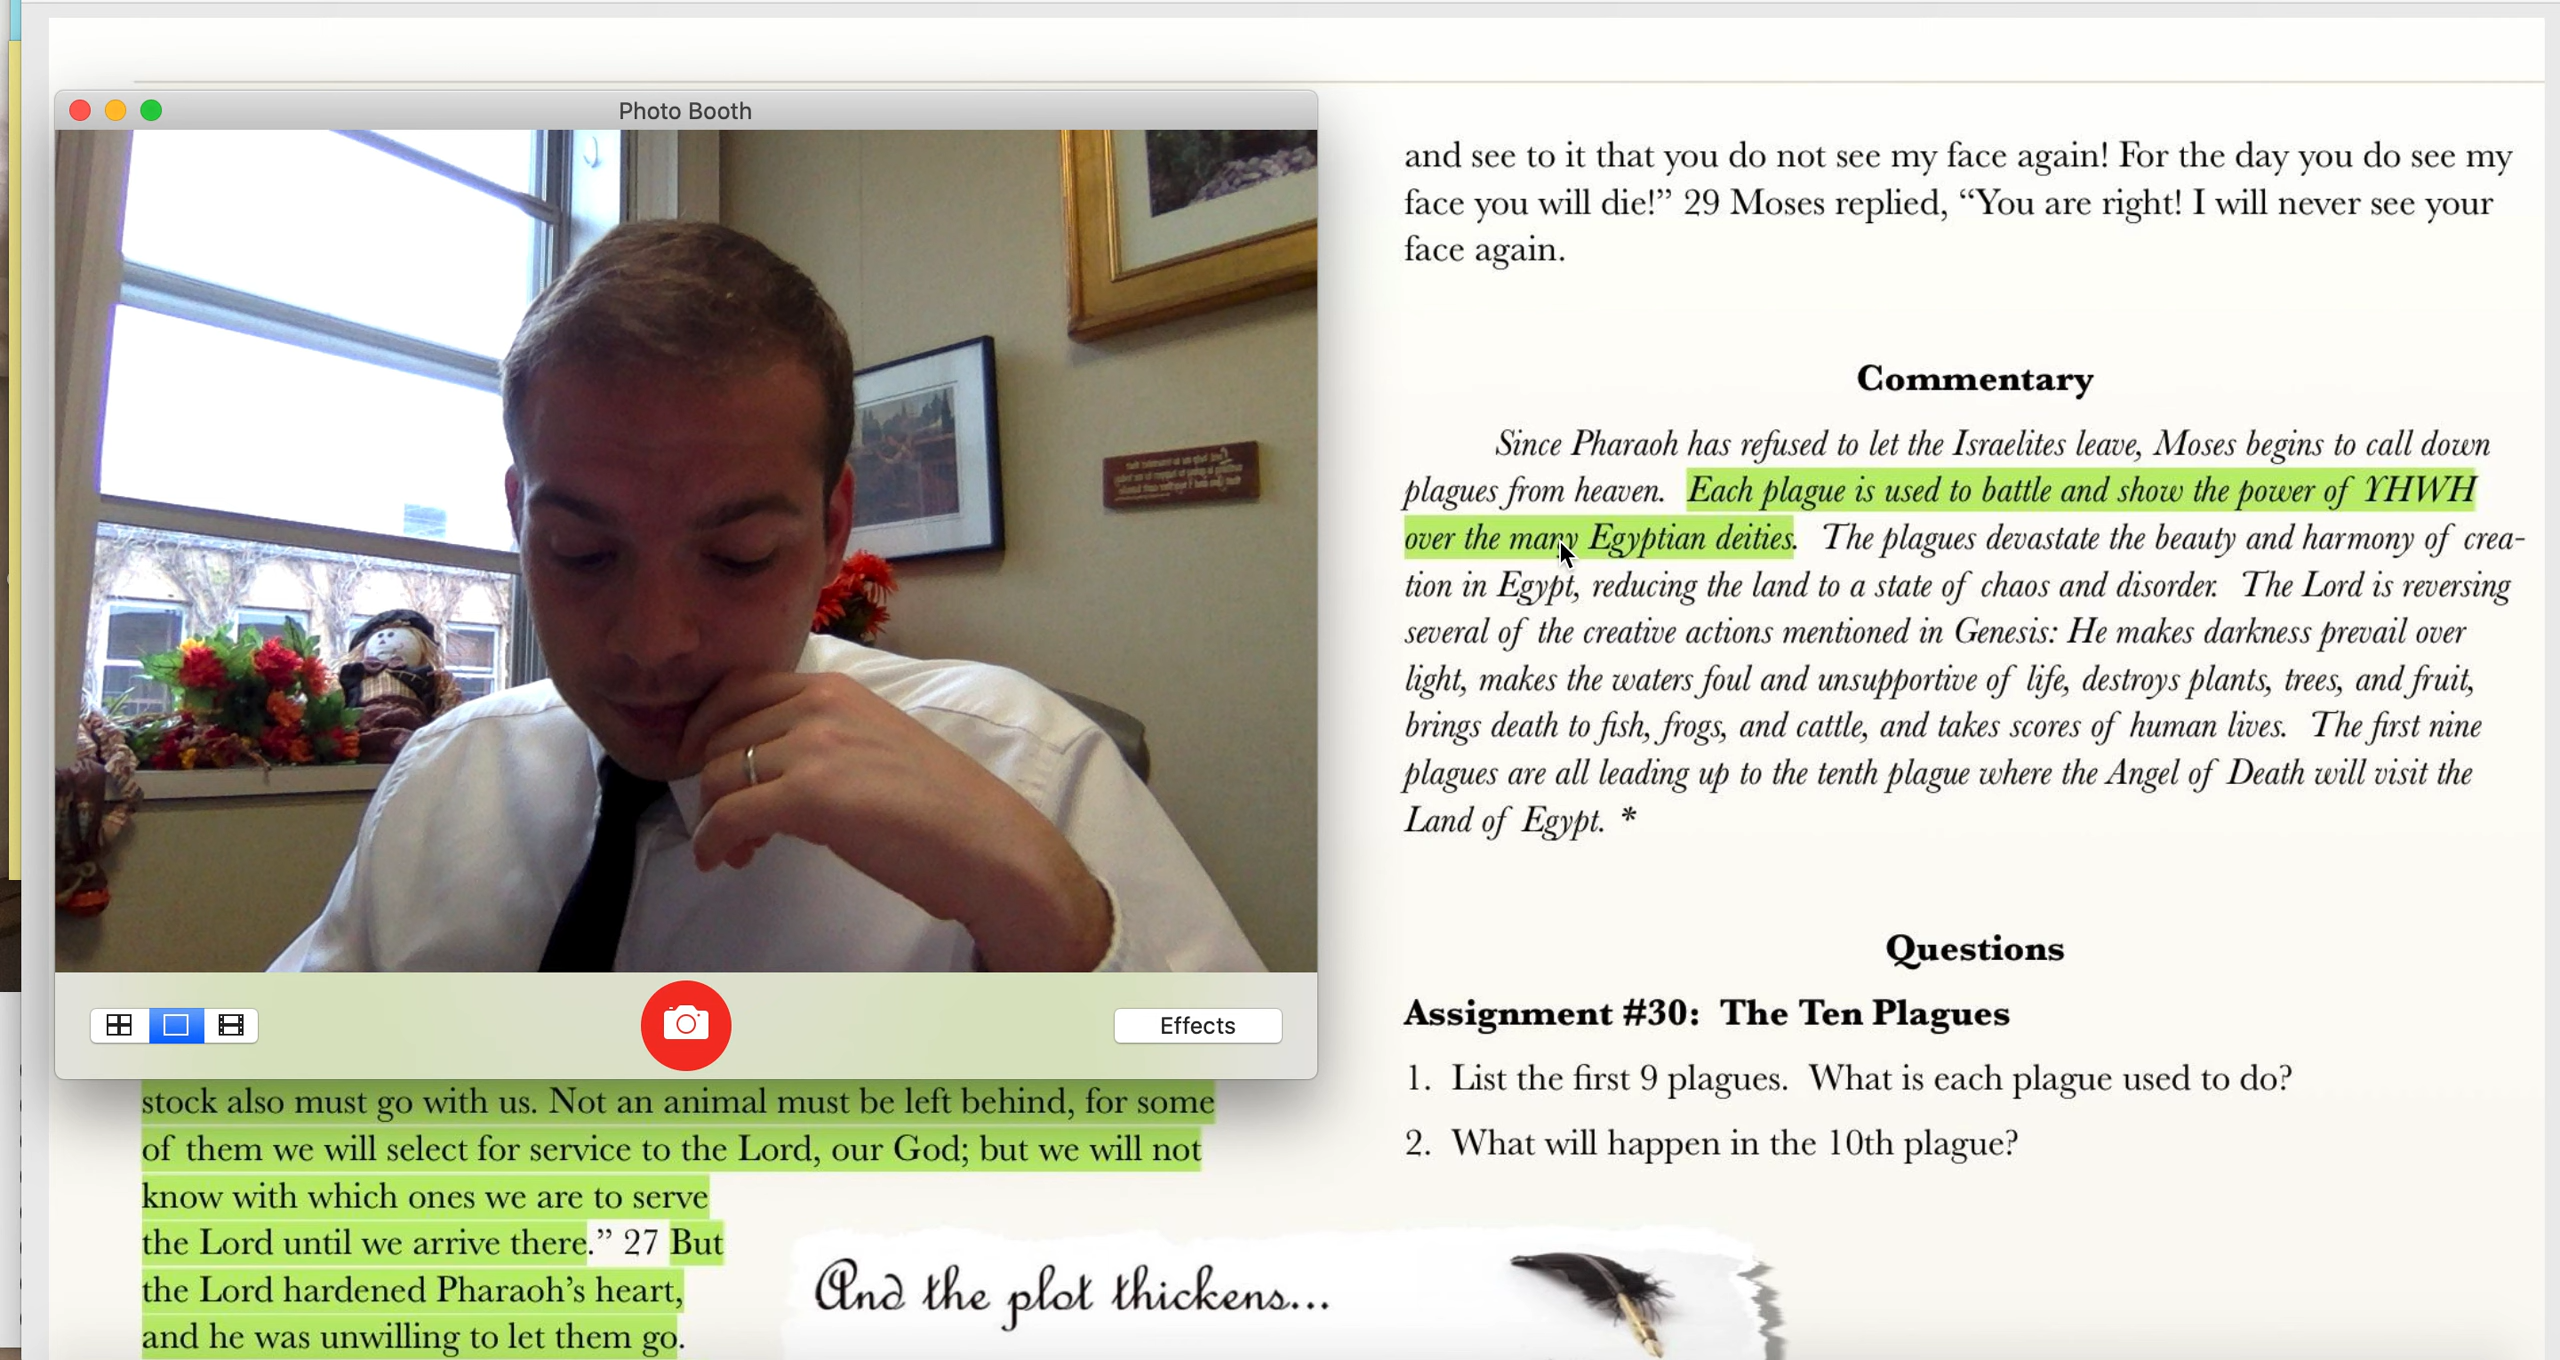 Photo Booth
Effects
stock also must go with us. Not an animal must be left behind, for some
of them we will select for service to the Lord, our God; but we will not
know with which ones we are to serve
the Lord until we arrive there.” 27 But
the Lord hardened Pharaoh’s heart,
and he was unwilling to let them go.
And the plot thickens...
and see to it that you do not see my face again! For the day you do see my
face you will die!” 29 Moses replied, “You are right! I will never see your
face again.
Commentary
Since Pharaoh has refused to let the Israelites leave, Moses begins to call down
plagues from heaven. Each plague is used to battle and show the power of YHWH
over the many Egyptian deities. The plagues devastate the beauty and harmony of crea-
tion in Egypt, reducing the land to a state of chaos and disorder. The Lord is reversing
several of the creative actions mentioned in Genesis: He makes darkness prevail over
light, makes the waters foul and unsupportive of life, destroys plants, trees, and fruit,
brings death to fish, frogs, and cattle, and takes scores of human lives. The first nine
plagues are all leading up to the tenth plague where the Angel of Death will visit the
Land of Egypt. *
Questions
Assignment #30: The Ten Plagues
1. List the first 9 plagues. What is each plague used to do?
2. What will happen in the 10th plague?